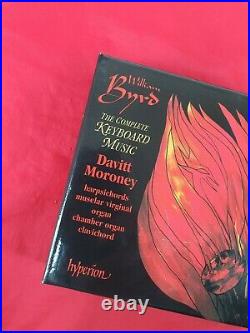 William
Byrd
THE COMPLETE
KEYBOARD
MUSIC
Davitt
Moroney
harpsichords
muselar virginal
organ
chamber organ
clavichord
hyperion